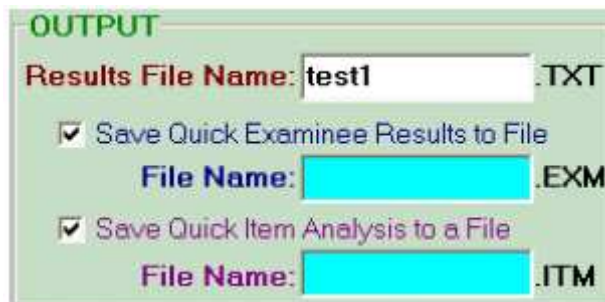 OUTPUT
Results File Name: test1 .TXT
Save Quick Examinee Results to File
File Name: .EXM
Save Quick Item Analysis to a File
File Name: .ITM